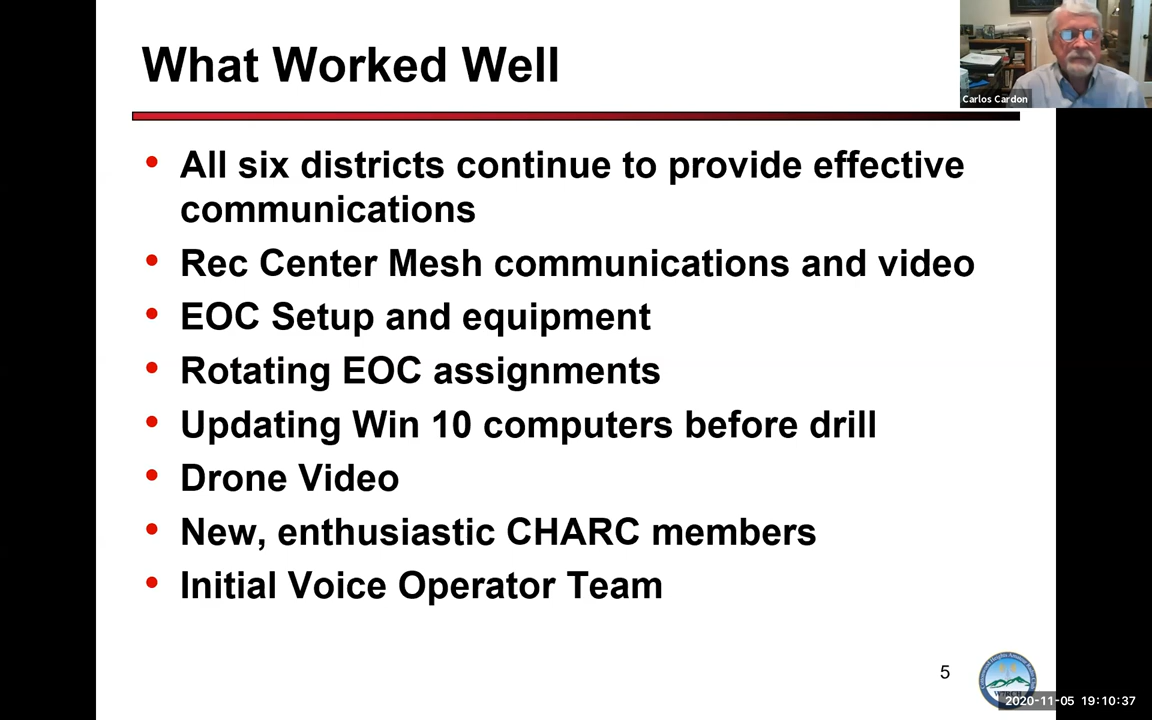 What Worked Well
Carlos Cardon
• All six districts continue to provide effective
communications
• Rec Center Mesh communications and video
• EOC Setup and equipment
• Rotating EOC assignments
• Updating Win 10 computers before drill
• Drone Video
• New, enthusiastic CHARC members
• Initial Voice Operator Team
5
2020-11-05 19:10:37